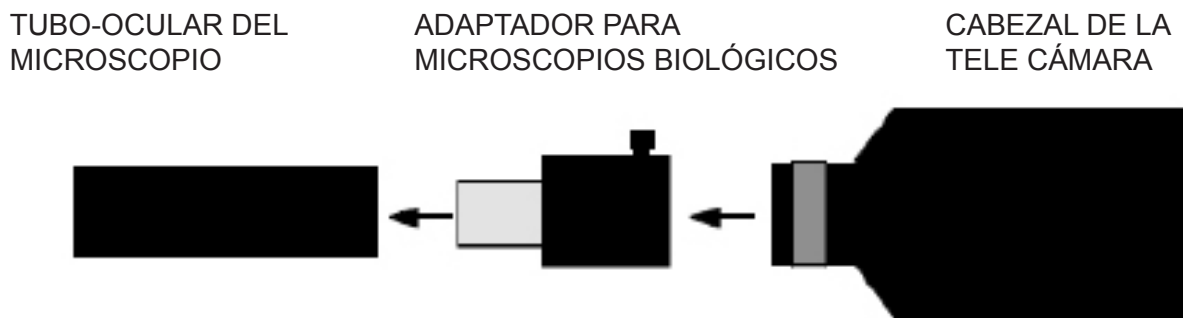 TUBO-OCULAR DEL
MICROSCOPIO
ADAPTADOR PARA
MICROSCOPIOS BIOLÓGICOS
CABEZAL DE LA
TELE CÁMARA